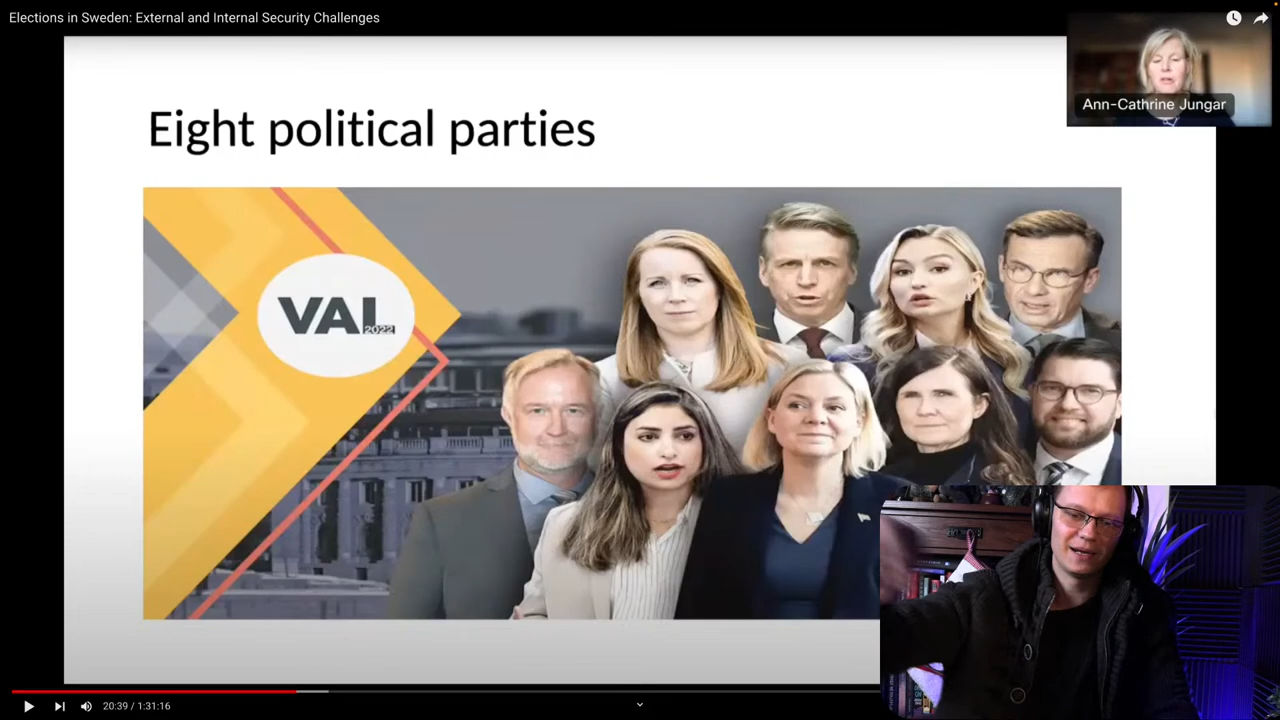 Elections in Sweden: External and Internal Security Challenges
Ann-Cathrine Jungar
Eight political parties
VAL
2022
20:39 / 1:31:16